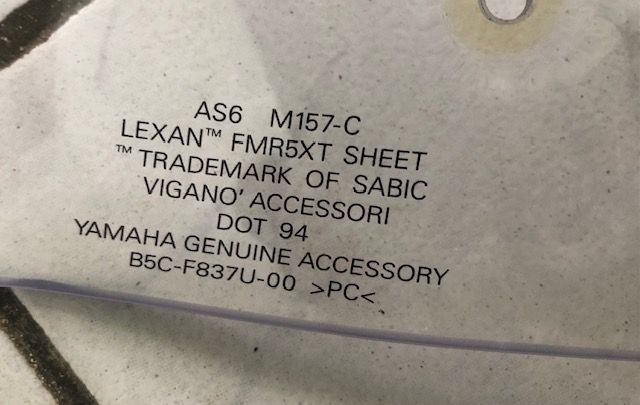 AS6 M157-C
LEXAN™ FMR5XT SHEET
™ TRADEMARK OF SABIC
VIGANO' ACCESSORI
DOT 94
YAMAHA GENUINE ACCESSORY
B5C-F837U-00 >PC<